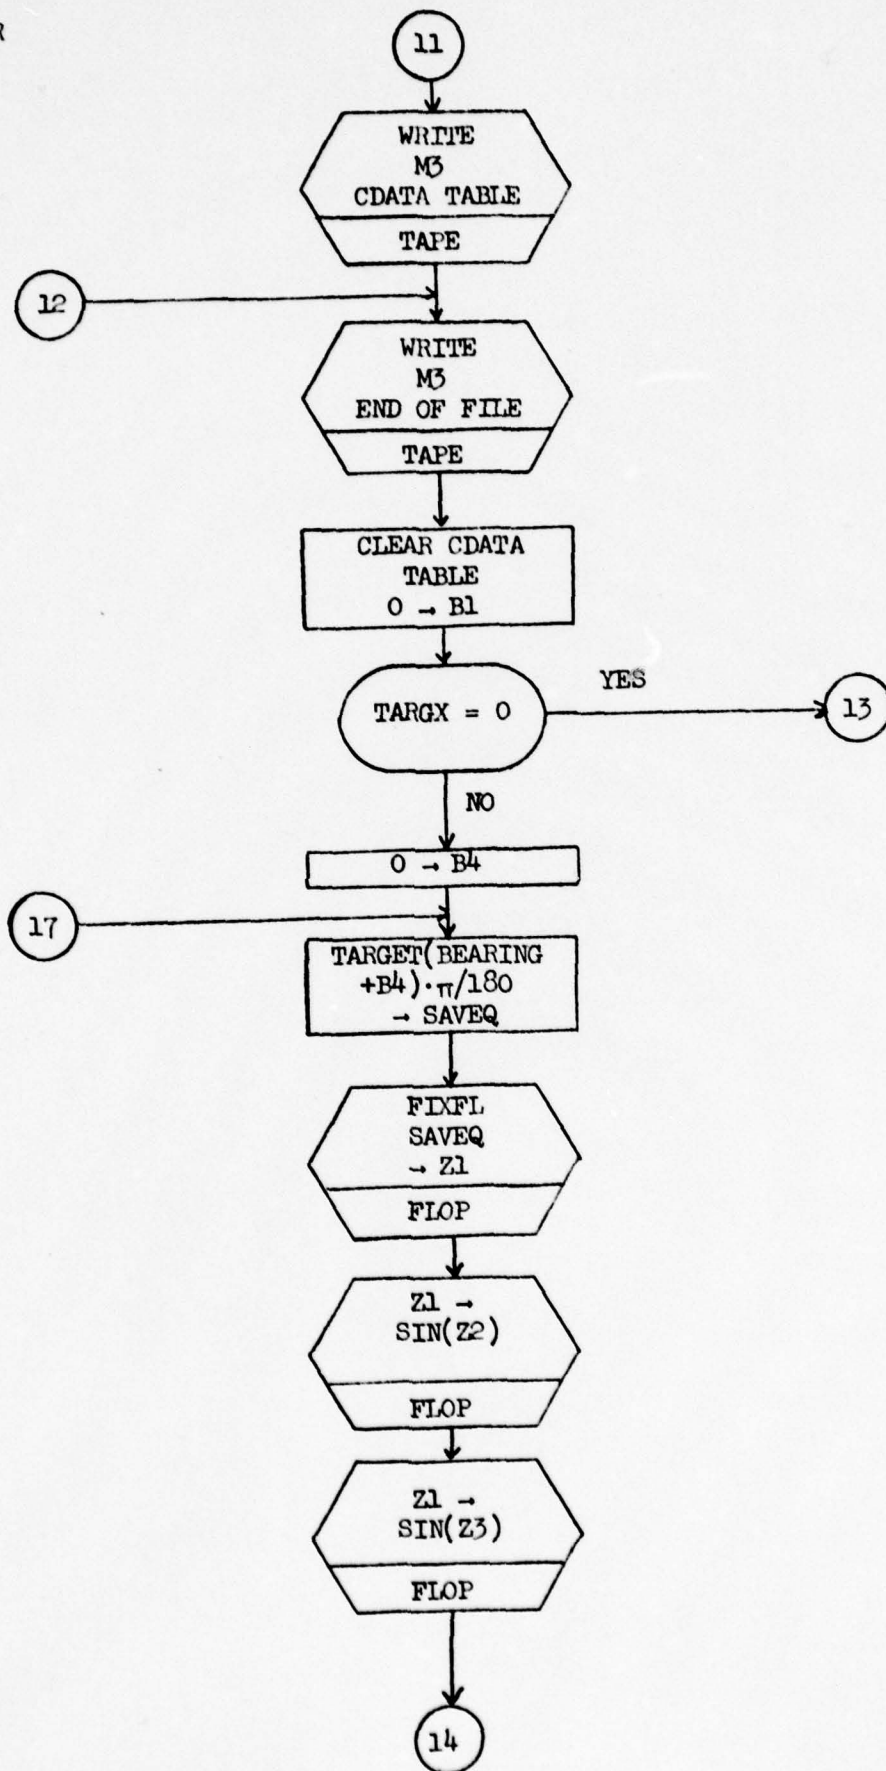 R
11
WRITE
M3
CDATA TABLE
TAPE
12
WRITE
M3
END OF FILE
TAPE
CLEAR CDATA
TABLE
0 → B1
TARGX = 0
YES
13
NO
0 → B4
17
TARGET(BEARING
+B4)·π/180
→ SAVEQ
FIXFL
SAVEQ
→ Z1
FLOP
Z1 →
SIN(Z2)
FLOP
Z1 →
SIN(Z3)
FLOP
14